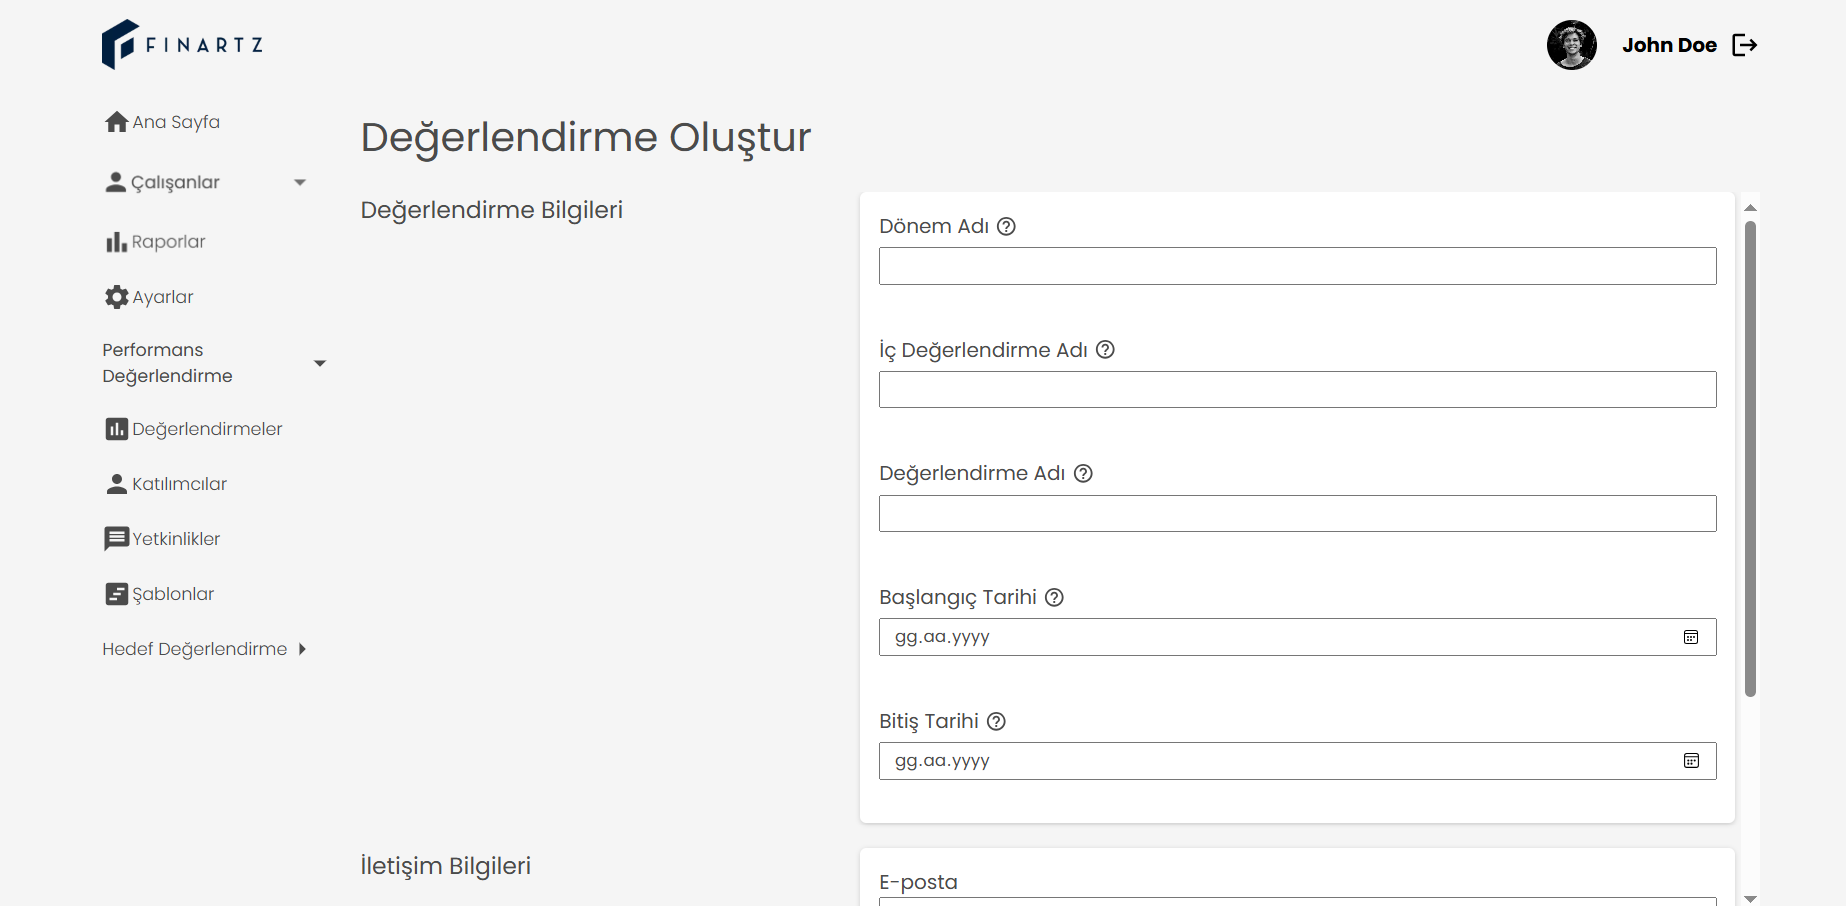 FINARTZ
John Doe
Ana Sayfa
Çalışanlar
Raporlar
Ayarlar
Performans
Değerlendirme
Değerlendirmeler
Katılımcılar
Yetkinlikler
Şablonlar
Hedef Değerlendirme
Değerlendirme Oluştur
Değerlendirme Bilgileri
Dönem Adı
İç Değerlendirme Adı
Değerlendirme Adı
Başlangıç Tarihi
gg.aa.yyyy
Bitiş Tarihi
gg.aa.yyyy
İletişim Bilgileri
E-posta